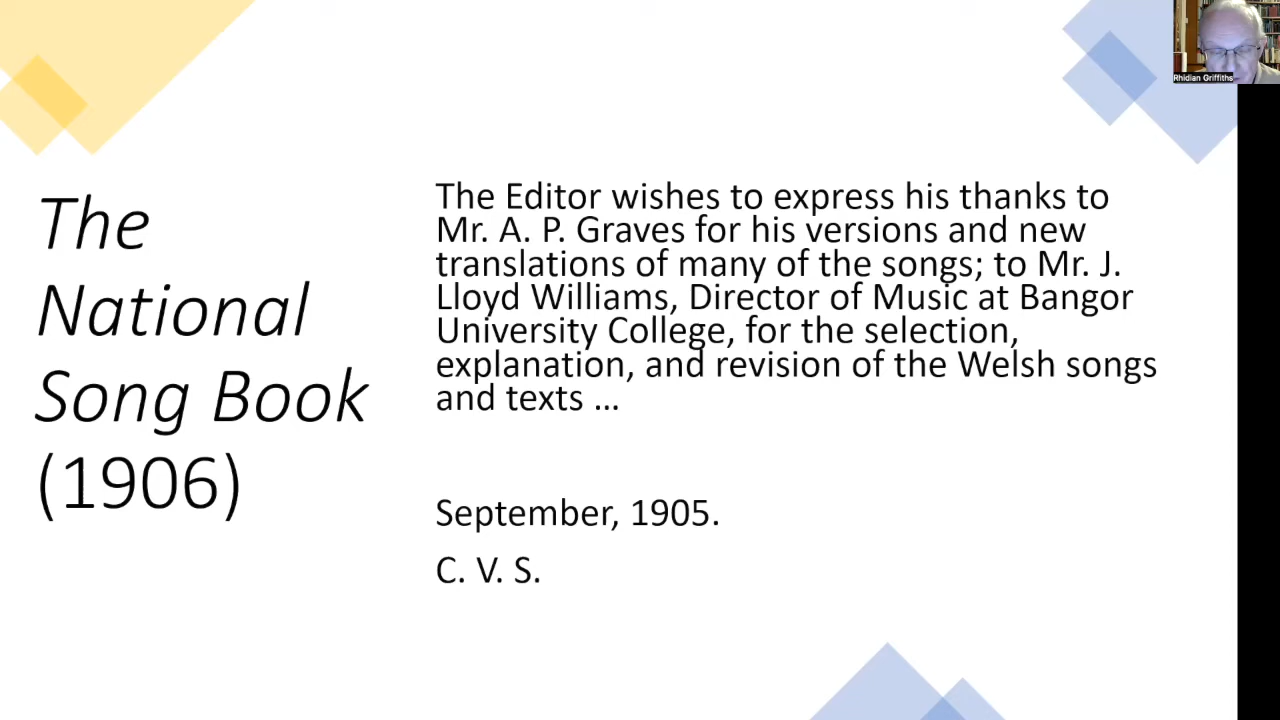 Rhidian Griffiths
The
National
Song Book
(1906)
The Editor wishes to express his thanks to
Mr. A. P. Graves for his versions and new
translations of many of the songs; to Mr. J.
Lloyd Williams, Director of Music at Bangor
University College, for the selection,
explanation, and revision of the Welsh songs
and texts …
September, 1905.
C. V. S.